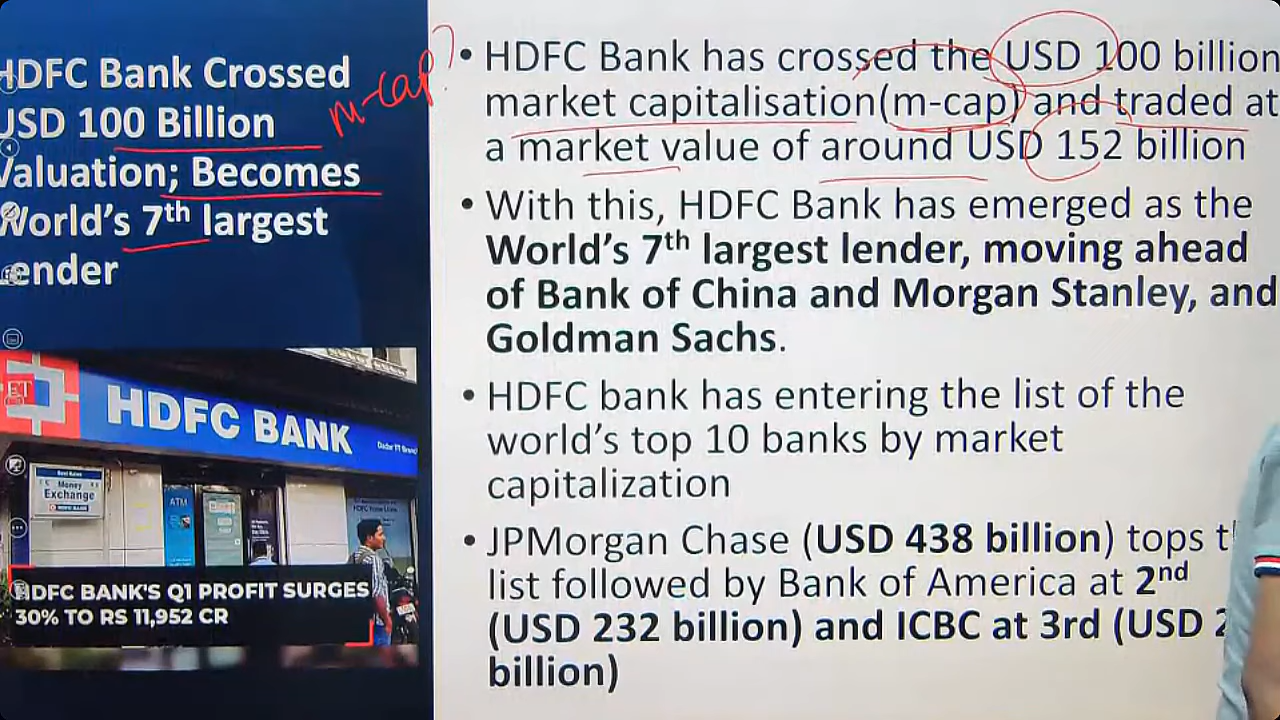 HDFC Bank Crossed
USD 100 Billion
Valuation; Becomes
World's 7th largest
Lender
m-cap?
• HDFC Bank has crossed the USD 100 billion
market capitalisation(m-cap) and traded at
a market value of around USD 152 billion
• With this, HDFC Bank has emerged as the
World's 7th largest lender, moving ahead
of Bank of China and Morgan Stanley, and
Goldman Sachs.
• HDFC bank has entering the list of the
world's top 10 banks by market
capitalization
• JPMorgan Chase (USD 438 billion) tops
list followed by Bank of America at 2nd
(USD 232 billion) and ICBC at 3rd (USD
billion)
ET
HDFC BANK
Money
Exchange
ATM
HDFC BANK'S Q1 PROFIT SURGES
30% TO RS 11,952 CR